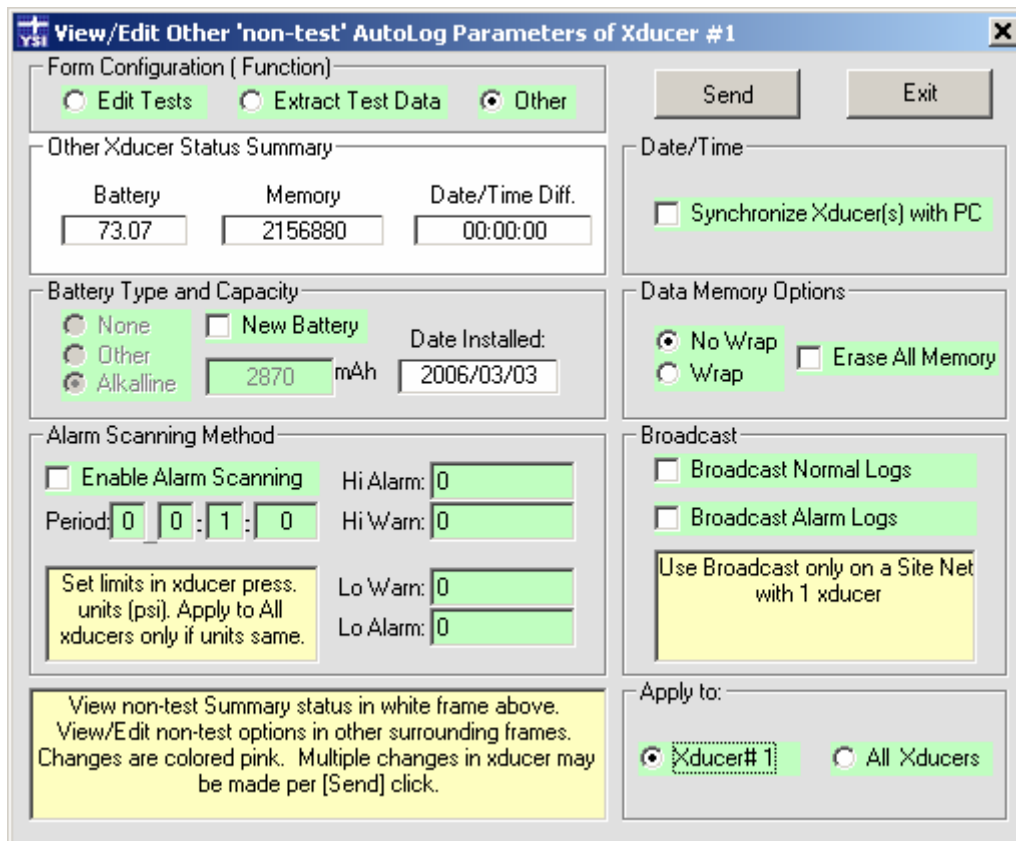 YSI View/Edit Other 'non-test' AutoLog Parameters of Xducer #1
Form Configuration ( Function)
Edit Tests Extract Test Data Other
Send Exit
Other Xducer Status Summary
Battery Memory Date/Time Diff.
73.07 2156880 00:00:00
Date/Time
Synchronize Xducer(s) with PC
Battery Type and Capacity
None
Other
Alkalline
New Battery
2870 mAh
Date Installed:
2006/03/03
Data Memory Options
No Wrap
Wrap
Erase All Memory
Alarm Scanning Method
Enable Alarm Scanning
Period: 0 _ 0 : 1 : 0
Set limits in xducer press.
units (psi). Apply to All
xducers only if units same.
Hi Alarm: 0
Hi Warn: 0
Lo Warn: 0
Lo Alarm: 0
Broadcast
Broadcast Normal Logs
Broadcast Alarm Logs
Use Broadcast only on a Site Net
with 1 xducer
View non-test Summary status in white frame above.
View/Edit non-test options in other surrounding frames.
Changes are colored pink. Multiple changes in xducer may
be made per [Send] click.
Apply to:
Xducer# 1 All Xducers